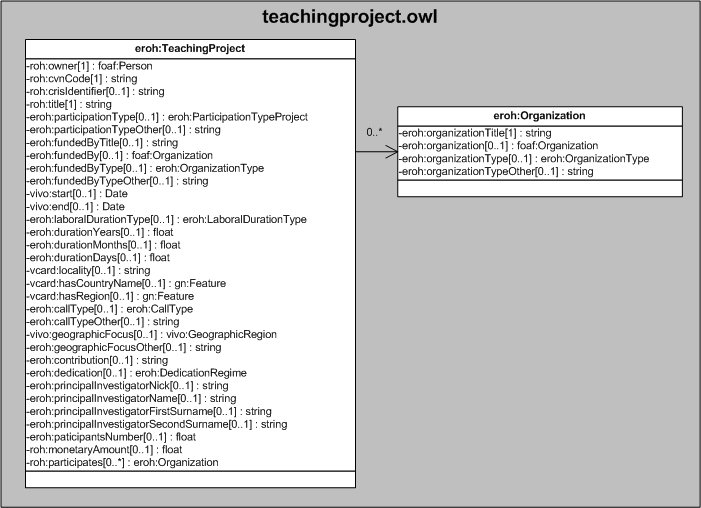 teachingproject.owl
eroh:TeachingProject
-roh:owner[1] : foaf:Person
-roh:cvnCode[1] : string
-roh:crisIdentifier[0..1] : string
-roh:title[1] : string
-eroh:participationType[0..1] : eroh:ParticipationTypeProject
-eroh:participationTypeOther[0..1] : string
-eroh:fundedByTitle[0..1] : string
-eroh:fundedBy[0..1] : foaf:Organization
-eroh:fundedByType[0..1] : eroh:OrganizationType
-eroh:fundedByTypeOther[0..1] : string
-vivo:start[0..1] : Date
-vivo:end[0..1] : Date
-eroh:laboralDurationType[0..1] : eroh:LaboralDurationType
-eroh:durationYears[0..1] : float
-eroh:durationMonths[0..1] : float
-eroh:durationDays[0..1] : float
-vcard:locality[0..1] : string
-vcard:hasCountryName[0..1] : gn:Feature
-vcard:hasRegion[0..1] : gn:Feature
-eroh:callType[0..1] : eroh:CallType
-eroh:callTypeOther[0..1] : string
-vivo:geographicFocus[0..1] : vivo:GeographicRegion
-eroh:geographicFocusOther[0..1] : string
-eroh:contribution[0..1] : string
-eroh:dedication[0..1] : eroh:DedicationRegime
-eroh:principalInvestigatorNick[0..1] : string
-eroh:principalInvestigatorName[0..1] : string
-eroh:principalInvestigatorFirstSurname[0..1] : string
-eroh:principalInvestigatorSecondSurname[0..1] : string
-eroh:paticipantsNumber[0..1] : float
-roh:monetaryAmount[0..1] : float
-roh:participates[0..*] : eroh:Organization
0..*
eroh:Organization
-eroh:organizationTitle[1] : string
-eroh:organization[0..1] : foaf:Organization
-eroh:organizationType[0..1] : eroh:OrganizationType
-eroh:organizationTypeOther[0..1] : string